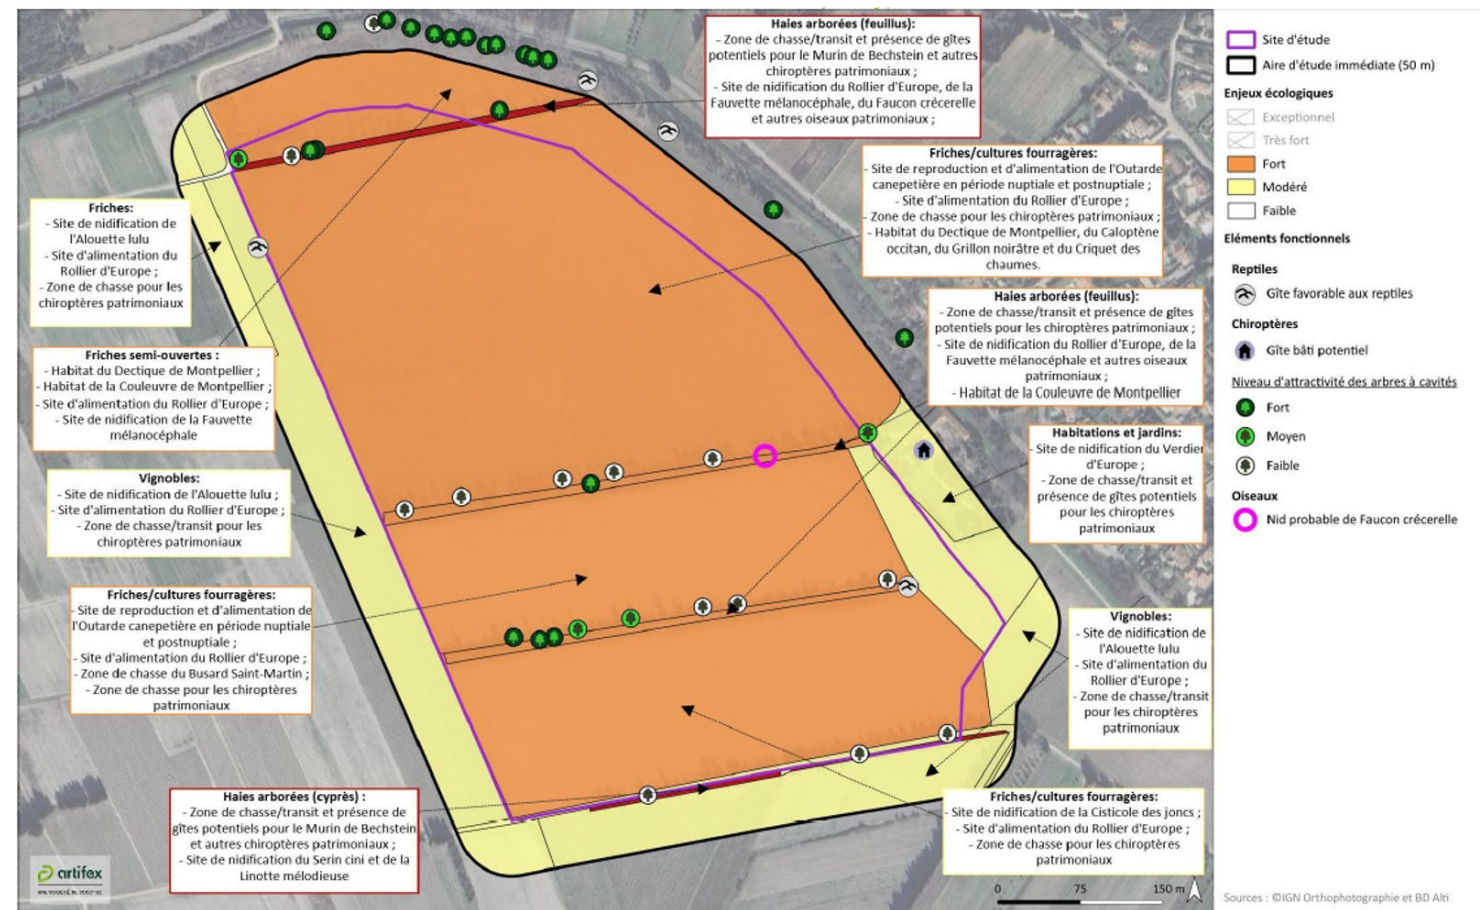 Haies arborées (feuillus):
- Zone de chasse/transit et présence de gîtes
potentiels pour le Murin de Bechstein et autres
chiroptères patrimoniaux ;
- Site de nidification du Rollier d'Europe, de la
Fauvette mélanocéphale, du Faucon crécerelle
et autres oiseaux patrimoniaux ;
Friches/cultures fourragères:
- Site de reproduction et d'alimentation de l'Outarde
canepetière en période nuptiale et postnuptiale ;
- Site d'alimentation du Rollier d'Europe ;
- Zone de chasse pour les chiroptères patrimoniaux ;
- Habitat du Dectique de Montpellier, du Caloptène
occitan, du Grillon noirâtre et du Criquet des
chaumes.
Friches:
- Site de nidification de
l'Alouette lulu
- Site d'alimentation du
Rollier d'Europe ;
- Zone de chasse pour les
chiroptères patrimoniaux
Haies arborées (feuillus):
- Zone de chasse/transit et présence de gîtes
potentiels pour les chiroptères patrimoniaux ;
- Site de nidification du Rollier d'Europe, de la
Fauvette mélanocéphale et autres oiseaux
patrimoniaux ;
- Habitat de la Couleuvre de Montpellier
Friches semi-ouvertes :
- Habitat du Dectique de Montpellier ;
- Habitat de la Couleuvre de Montpellier ;
- Site d'alimentation du Rollier d'Europe ;
- Site de nidification de la Fauvette
mélanocéphale
Habitations et jardins:
- Site de nidification du Verdier
d'Europe ;
- Zone de chasse/transit et
présence de gîtes potentiels
pour les chiroptères
patrimoniaux
Vignobles:
- Site de nidification de l'Alouette lulu ;
- Site d'alimentation du Rollier d'Europe ;
- Zone de chasse/transit pour les
chiroptères patrimoniaux
Friches/cultures fourragères:
- Site de reproduction et d'alimentation de
l'Outarde canepetière en période nuptiale
et postnuptiale ;
- Site d'alimentation du Rollier d'Europe ;
- Zone de chasse du Busard Saint-Martin ;
- Zone de chasse pour les chiroptères
patrimoniaux
Vignobles:
- Site de nidification de
l'Alouette lulu
- Site d'alimentation du
Rollier d'Europe ;
- Zone de chasse/transit
pour les chiroptères
patrimoniaux
Haies arborées (cyprès) :
- Zone de chasse/transit et présence de
gîtes potentiels pour le Murin de Bechstein
et autres chiroptères patrimoniaux ;
- Site de nidification du Serin cini et de la
Linotte mélodieuse
Friches/cultures fourragères:
- Site de nidification de la Cisticole des joncs ;
- Site d'alimentation du Rollier d'Europe ;
- Zone de chasse pour les chiroptères
patrimoniaux
artifex
0 75 150 m
Site d'étude
Aire d'étude immédiate (50 m)
Enjeux écologiques
Exceptionnel
Très fort
Fort
Modéré
Faible
Eléments fonctionnels
Reptiles
Gîte favorable aux reptiles
Chiroptères
Gîte bâti potentiel
Niveau d'attractivité des arbres à cavités
Fort
Moyen
Faible
Oiseaux
Nid probable de Faucon crécerelle
Sources : ©IGN Orthophotographie et BD Alti